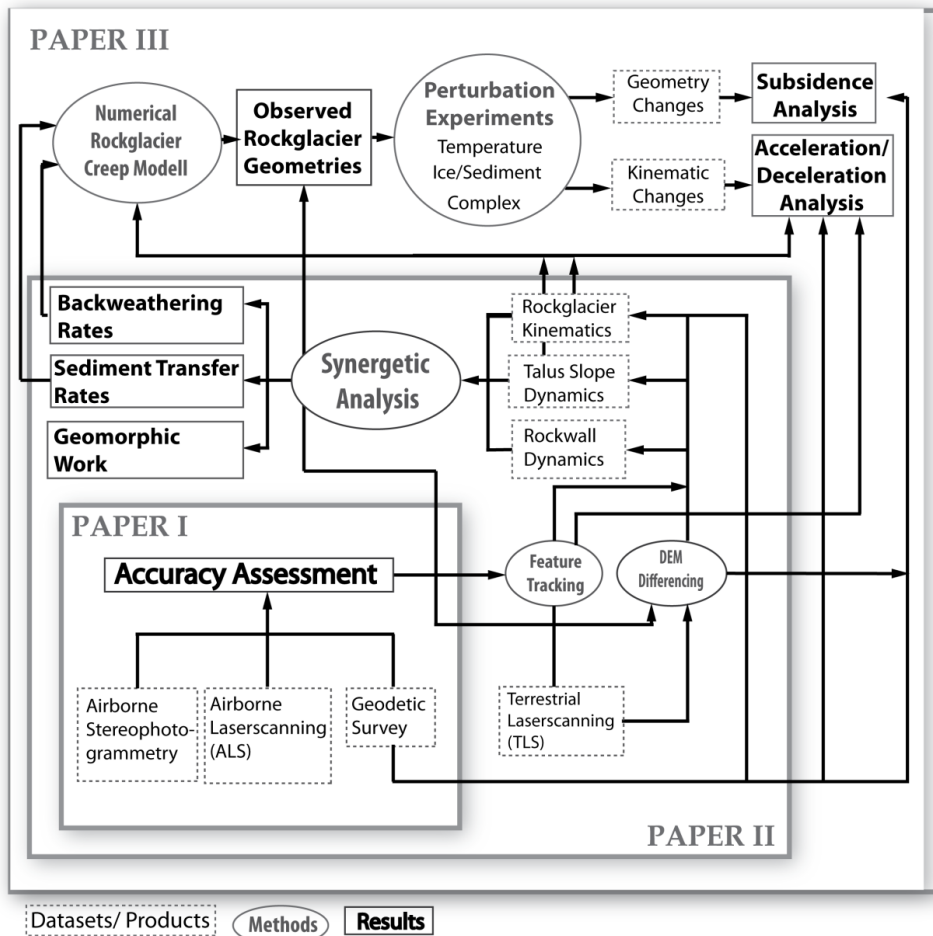 PAPER III
Numerical
Rockglacier
Creep Modell
Observed
Rockglacier
Geometries
Perturbation
Experiments
Temperature
Ice/Sediment
Complex
Geometry
Changes
Kinematic
Changes
Subsidence
Analysis
Acceleration/
Deceleration
Analysis
Backweathering
Rates
Sediment Transfer
Rates
Geomorphic
Work
Synergetic
Analysis
Rockglacier
Kinematics
Talus Slope
Dynamics
Rockwall
Dynamics
PAPER I
Accuracy Assessment
Feature
Tracking
DEM
Differencing
Airborne
Stereophoto-
grammetry
Airborne
Laserscanning
(ALS)
Geodetic
Survey
Terrestrial
Laserscanning
(TLS)
PAPER II
Datasets/ Products
Methods
Results